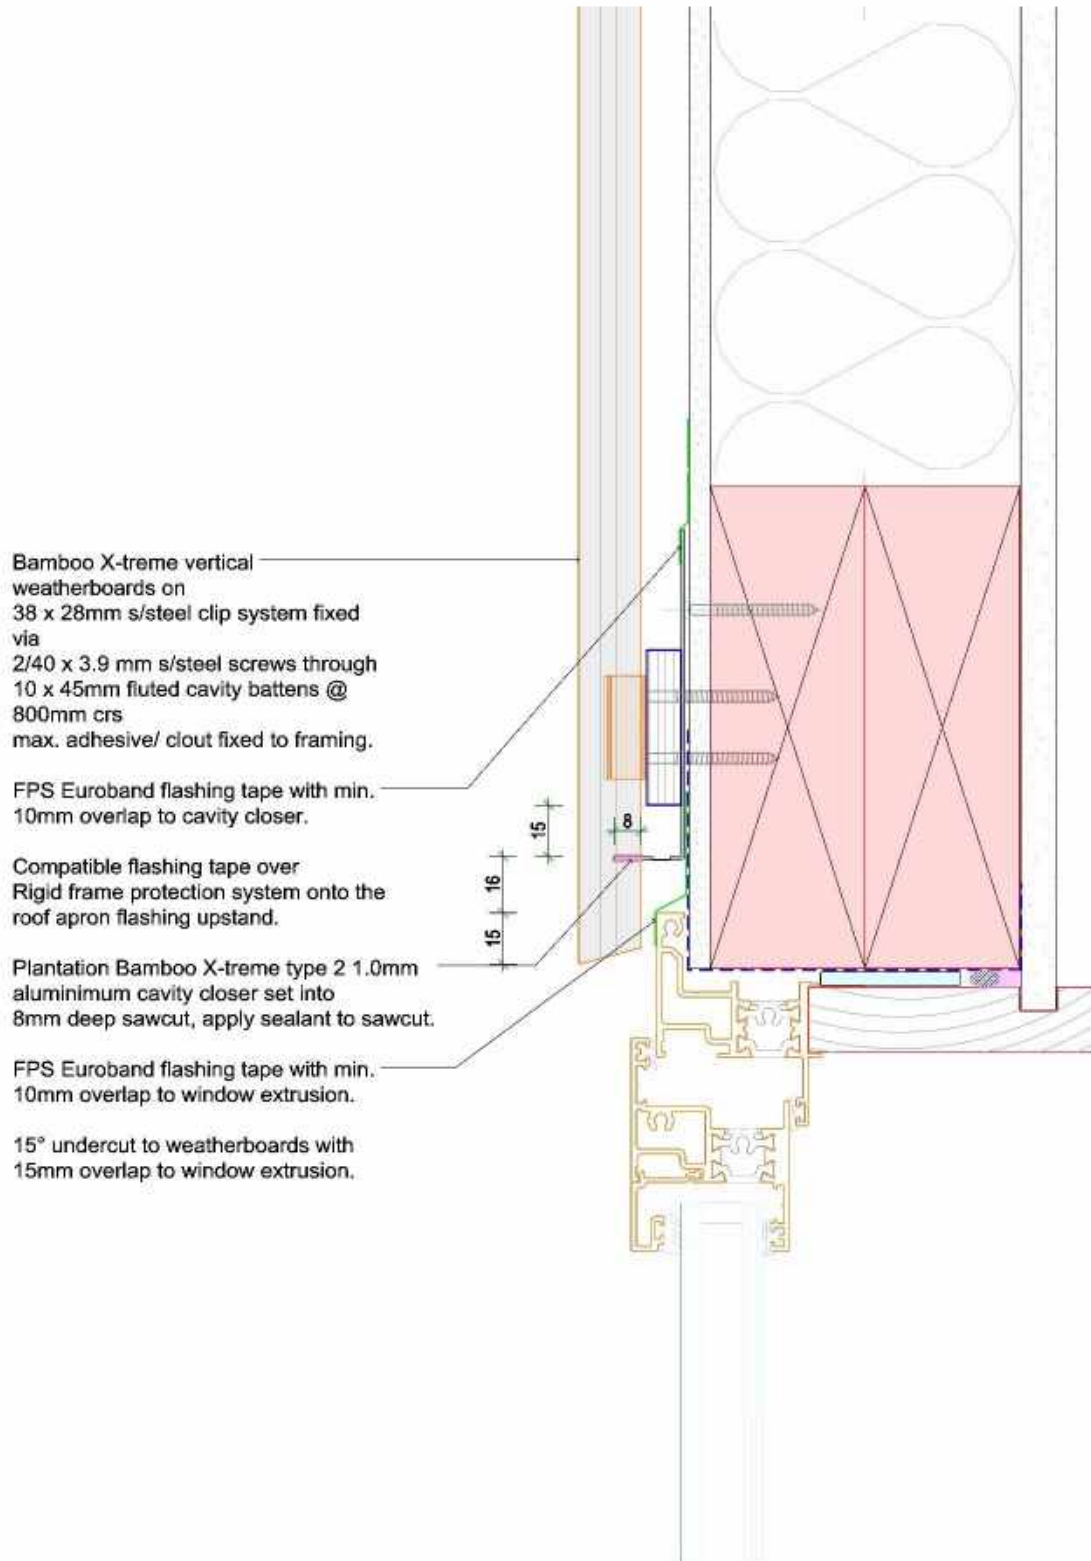 Bamboo X-treme vertical
weatherboards on
38 x 28mm s/steel clip system fixed
via
2/40 x 3.9 mm s/steel screws through
10 x 45mm fluted cavity battens @
800mm crs
max. adhesive/ clout fixed to framing.
FPS Euroband flashing tape with min.
10mm overlap to cavity closer.
Compatible flashing tape over
Rigid frame protection system onto the
roof apron flashing upstand.
Plantation Bamboo X-treme type 2 1.0mm
aluminimum cavity closer set into
8mm deep sawcut, apply sealant to sawcut.
FPS Euroband flashing tape with min.
10mm overlap to window extrusion.
15° undercut to weatherboards with
15mm overlap to window extrusion.
15
8
16
15